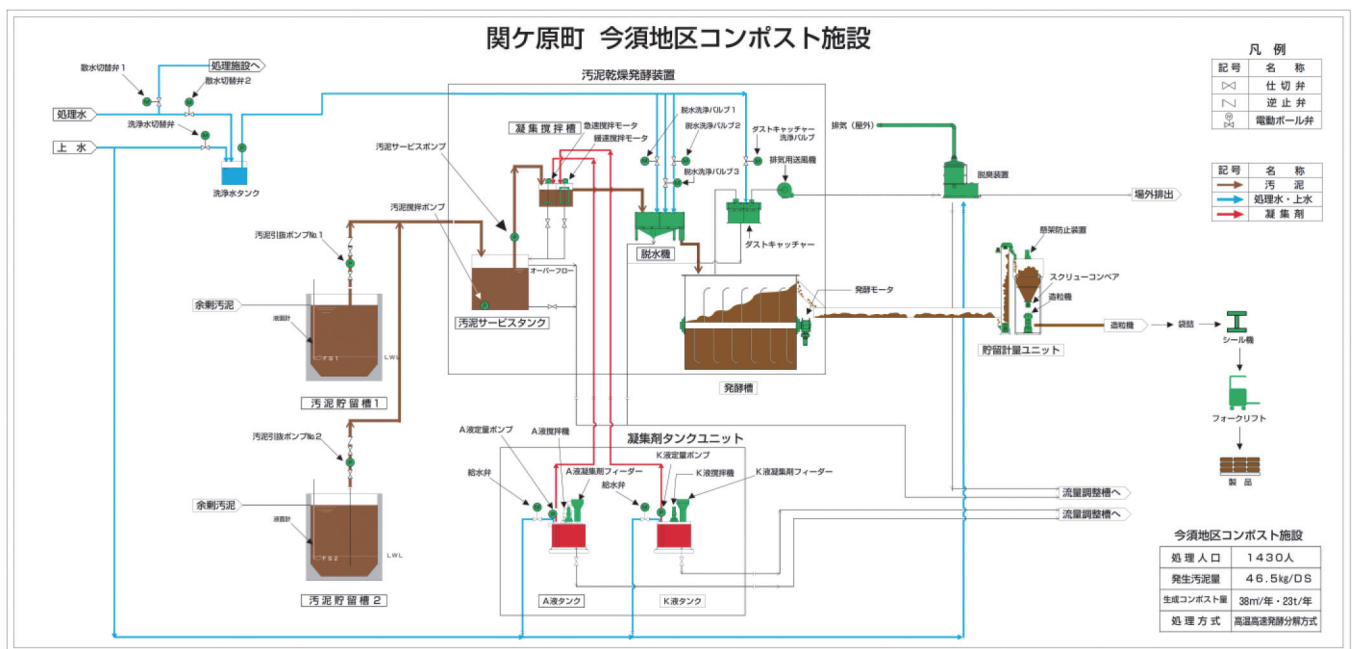 関ケ原町 今須地区コンポスト施設
凡 例
記 号 名 称
仕 切 弁
逆 止 弁
電動ボール弁
記 号 名 称
汚 泥
処理水・上水
凝 集 剤
散水切替弁1
処理施設へ
散水切替弁2
処理水
洗浄水切替弁
上 水
洗浄水タンク
汚泥乾燥発酵装置
凝 集 撹 拌 槽
急速撹拌モータ
緩速撹拌モータ
汚泥サービスポンプ
汚泥撹拌ポンプ
オーバーフロー
汚泥サービスタンク
脱水洗浄バルブ1
脱水洗浄バルブ2
脱水洗浄バルブ3
脱 水 機
ダストキャッチャー
洗浄バルブ
排気用送風機
ダストキャッチャー
排気(屋外)
脱臭装置
場外排出
発酵モータ
発酵槽
懸架防止装置
スクリューコンベア
造粒機
貯留計量ユニット
造粒機
袋詰
シール機
フォークリフト
製 品
汚泥引抜ポンプ№1
余剰汚泥
液面計
FS1
LWL
汚 泥 貯 留 槽 1
汚泥引抜ポンプ№2
余剰汚泥
液面計
FS2
LWL
汚 泥 貯 留 槽 2
凝集剤タンクユニット
A液定量ポンプ
A液撹拌機
A液凝集剤フィーダー
給水弁
A液タンク
K液定量ポンプ
K液撹拌機
K液凝集剤フィーダー
給水弁
K液タンク
流量調整槽へ
流量調整槽へ
今須地区コンポスト施設
処 理 人 口 1430人
発生汚泥量 46.5kg/DS
生成コンポスト量 38㎥/年・23t/年
処 理 方 式 高温高速発酵分解方式